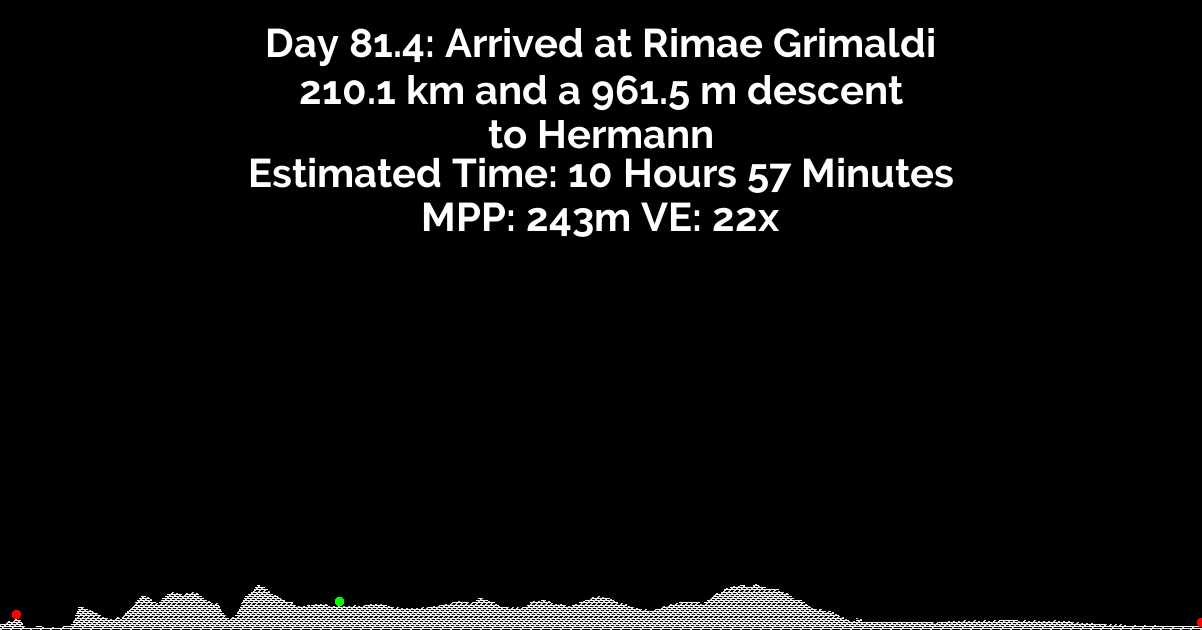 Day 81.4: Arrived at Rimae Grimaldi
210.1 km and a 961.5 m descent
to Hermann
Estimated Time: 10 Hours 57 Minutes
MPP: 243m VE: 22x